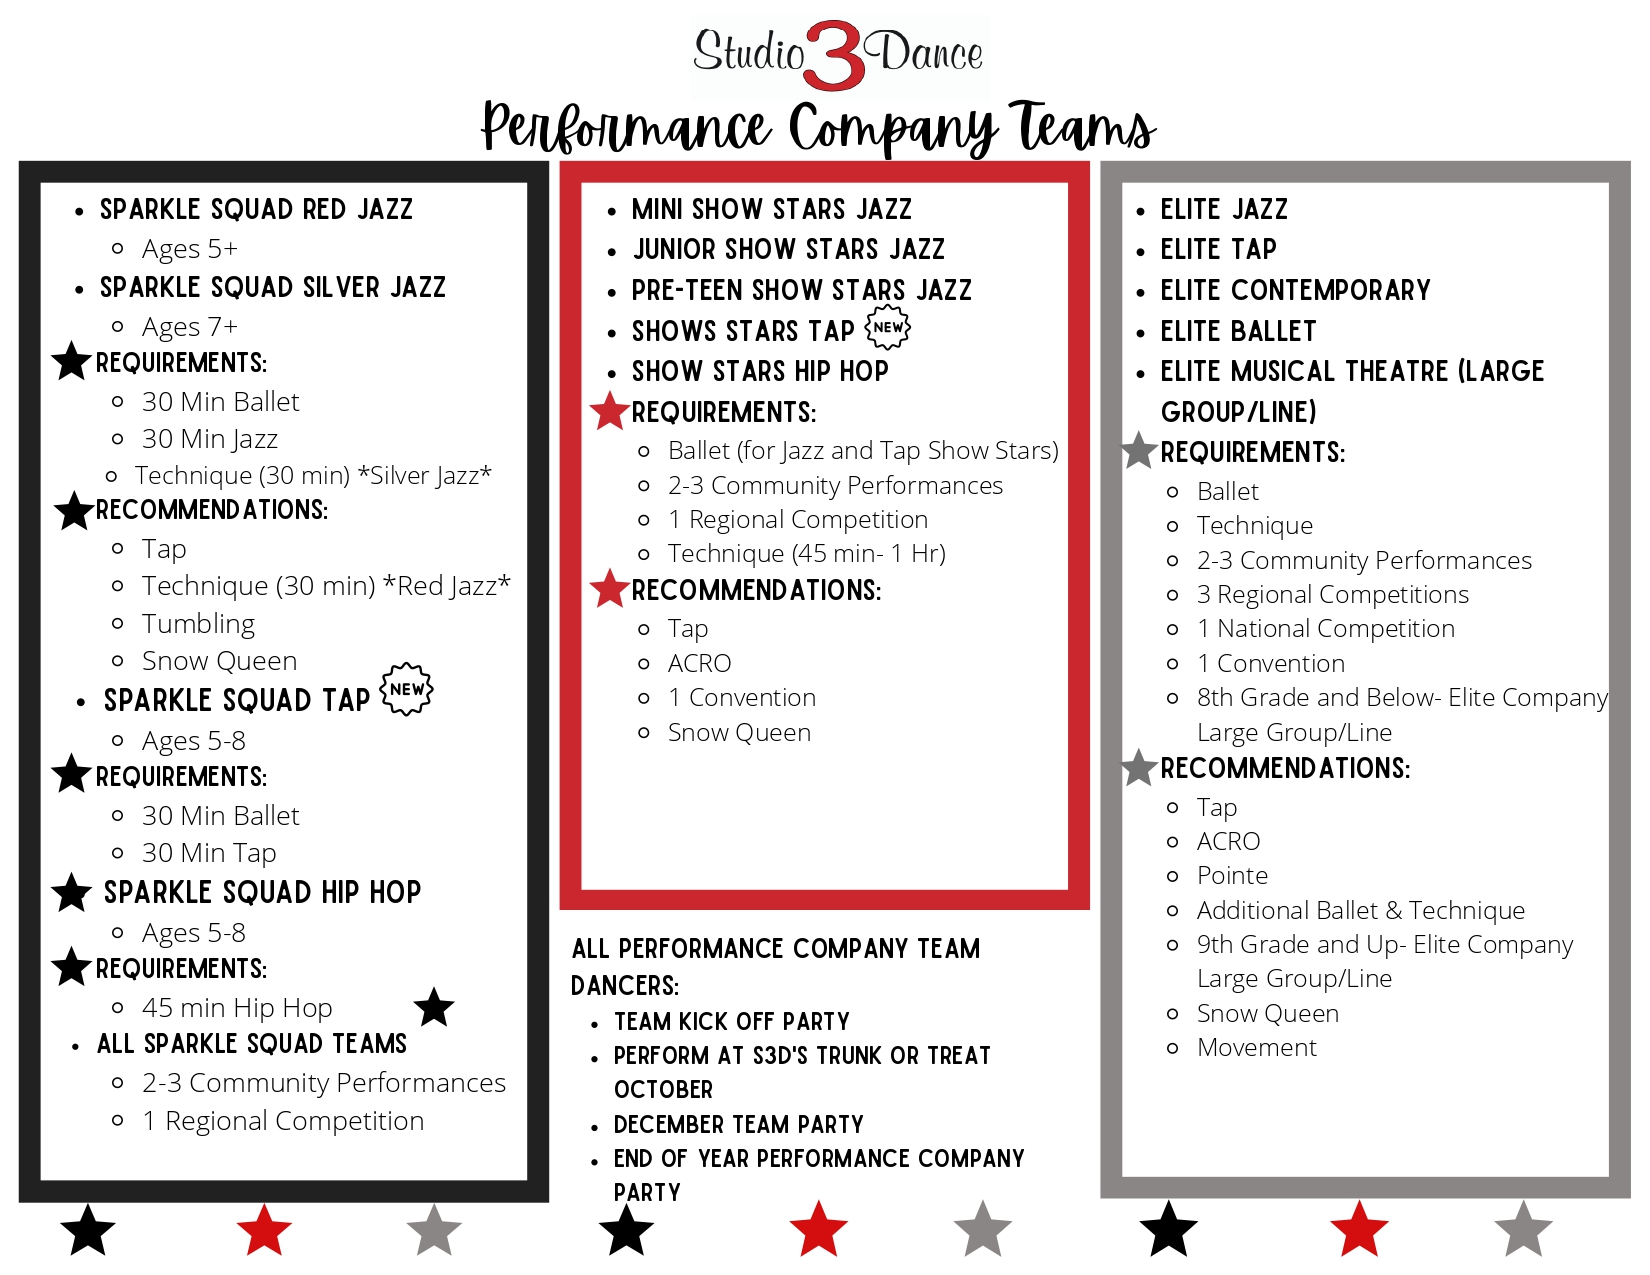 Studio 3 Dance
Performance Company Teams
SPARKLE SQUAD RED JAZZ
Ages 5+
SPARKLE SQUAD SILVER JAZZ
Ages 7+
REQUIREMENTS:
30 Min Ballet
30 Min Jazz
Technique (30 min) *Silver Jazz*
RECOMMENDATIONS:
Tap
Technique (30 min) *Red Jazz*
Tumbling
Snow Queen
SPARKLE SQUAD TAP NEW
Ages 5-8
REQUIREMENTS:
30 Min Ballet
30 Min Tap
SPARKLE SQUAD HIP HOP
Ages 5-8
REQUIREMENTS:
45 min Hip Hop
ALL SPARKLE SQUAD TEAMS
2-3 Community Performances
1 Regional Competition
MINI SHOW STARS JAZZ
JUNIOR SHOW STARS JAZZ
PRE-TEEN SHOW STARS JAZZ
SHOWS STARS TAP NEW
SHOW STARS HIP HOP
REQUIREMENTS:
Ballet (for Jazz and Tap Show Stars)
2-3 Community Performances
1 Regional Competition
Technique (45 min- 1 Hr)
RECOMMENDATIONS:
Tap
ACRO
1 Convention
Snow Queen
ALL PERFORMANCE COMPANY TEAM
DANCERS:
TEAM KICK OFF PARTY
PERFORM AT S3D'S TRUNK OR TREAT
OCTOBER
DECEMBER TEAM PARTY
END OF YEAR PERFORMANCE COMPANY
PARTY
ELITE JAZZ
ELITE TAP
ELITE CONTEMPORARY
ELITE BALLET
ELITE MUSICAL THEATRE (LARGE
GROUP/LINE)
REQUIREMENTS:
Ballet
Technique
2-3 Community Performances
3 Regional Competitions
1 National Competition
1 Convention
8th Grade and Below- Elite Company
Large Group/Line
RECOMMENDATIONS:
Tap
ACRO
Pointe
Additional Ballet & Technique
9th Grade and Up- Elite Company
Large Group/Line
Snow Queen
Movement